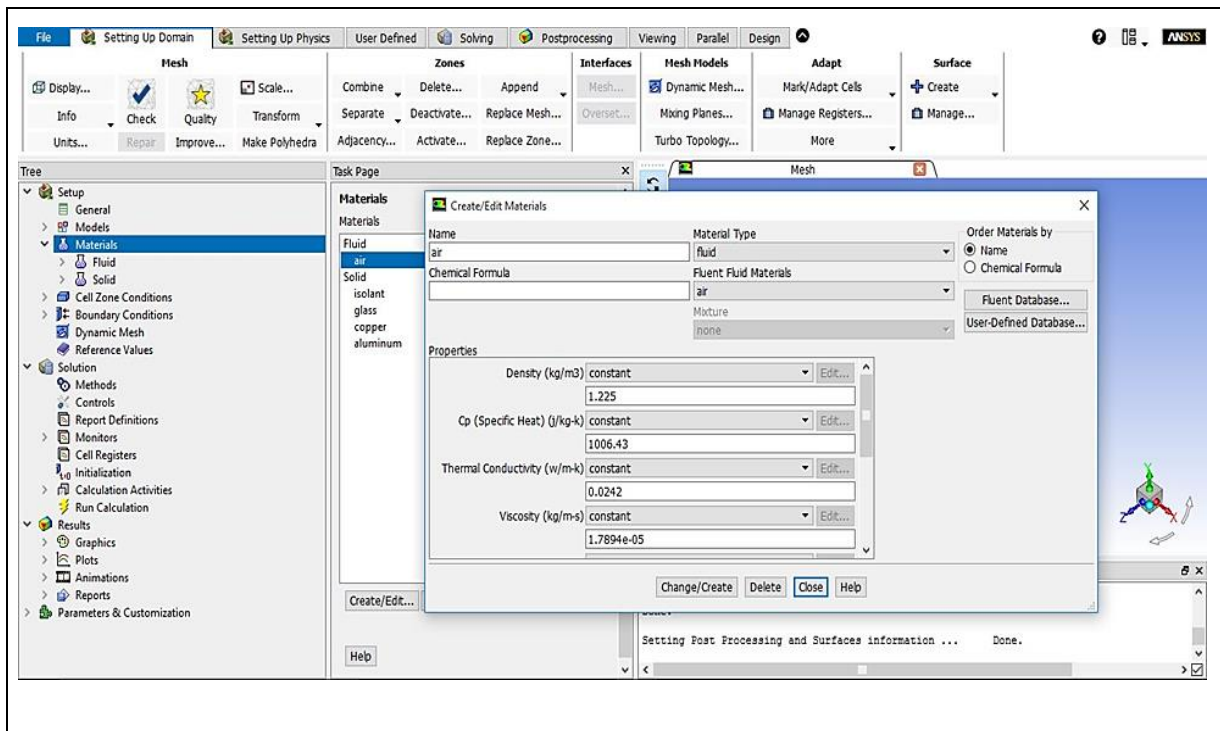 File Setting Up Domain Setting Up Physics User Defined Solving Postprocessing Viewing Parallel Design ANSYS
Mesh Zones Interfaces Mesh Models Adapt Surface
Display... Scale... Combine Delete... Append Mesh... Dynamic Mesh... Mark/Adapt Cells Create
Info Check Quality Transform Separate Deactivate... Replace Mesh... Overset... Mixing Planes... Manage Registers... Manage...
Units... Repair Improve... Make Polyhedra Adjacency... Activate... Replace Zone... Turbo Topology... More
Tree
Setup
General
Models
Materials
Fluid
Solid
Cell Zone Conditions
Boundary Conditions
Dynamic Mesh
Reference Values
Solution
Methods
Controls
Report Definitions
Monitors
Cell Registers
Initialization
Calculation Activities
Run Calculation
Results
Graphics
Plots
Animations
Reports
Parameters & Customization
Task Page
Materials
Materials
Fluid
air
Solid
isolant
glass
copper
aluminum
Create/Edit...
Help
Mesh
Create/Edit Materials
Name
air
Chemical Formula
Material Type
fluid
Fluent Fluid Materials
air
Mixture
none
Order Materials by
Name
Chemical Formula
Fluent Database...
User-Defined Database...
Properties
Density (kg/m3) constant Edit...
1.225
Cp (Specific Heat) (j/kg-k) constant Edit...
1006.43
Thermal Conductivity (w/m-k) constant Edit...
0.0242
Viscosity (kg/m-s) constant Edit...
1.7894e-05
Change/Create Delete Close Help
Y
Z X
Setting Post Processing and Surfaces information ... Done.